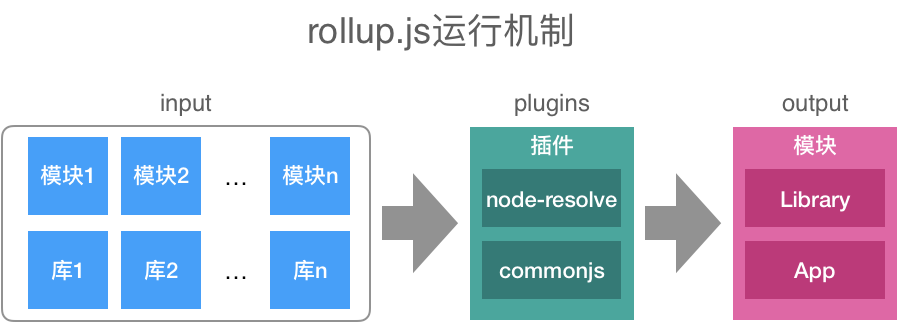 rollup.js运行机制
input
plugins
output
模块1 模块2 ... 模块n
库1 库2 ... 库n
插件
node-resolve
commonjs
模块
Library
App